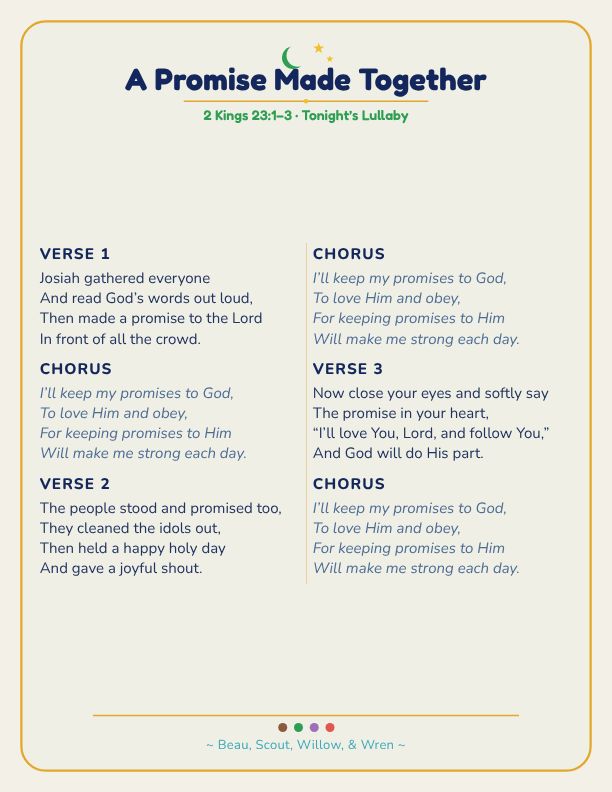 A Promise Made Together
2 Kings 23:1–3 · Tonight's Lullaby
VERSE 1
Josiah gathered everyone
And read God's words out loud,
Then made a promise to the Lord
In front of all the crowd.
CHORUS
I'll keep my promises to God,
To love Him and obey,
For keeping promises to Him
Will make me strong each day.
VERSE 2
The people stood and promised too,
They cleaned the idols out,
Then held a happy holy day
And gave a joyful shout.
CHORUS
I'll keep my promises to God,
To love Him and obey,
For keeping promises to Him
Will make me strong each day.
VERSE 3
Now close your eyes and softly say
The promise in your heart,
“I'll love You, Lord, and follow You,”
And God will do His part.
CHORUS
I'll keep my promises to God,
To love Him and obey,
For keeping promises to Him
Will make me strong each day.
~ Beau, Scout, Willow, & Wren ~